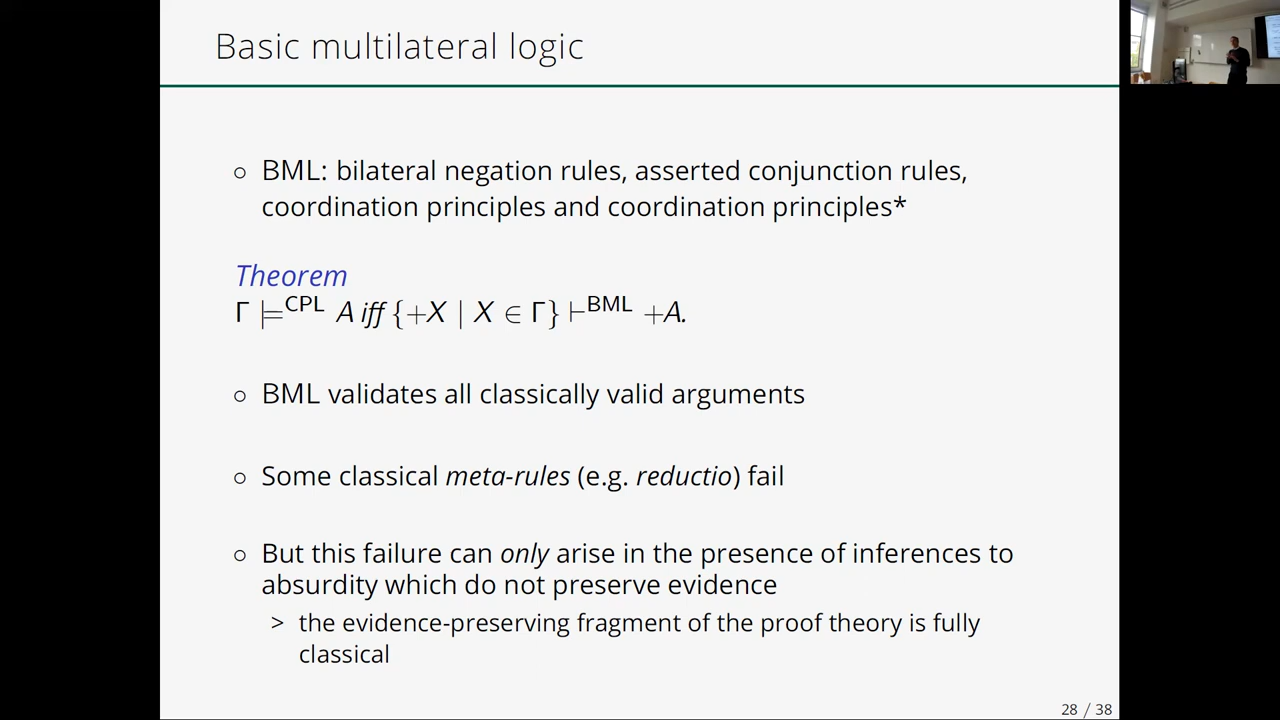 Basic multilateral logic
○ BML: bilateral negation rules, asserted conjunction rules,
coordination principles and coordination principles*
Theorem
Γ ⊨^CPL A iff {+X | X ∈ Γ} ⊢^BML +A.
○ BML validates all classically valid arguments
○ Some classical meta-rules (e.g. reductio) fail
○ But this failure can only arise in the presence of inferences to
absurdity which do not preserve evidence
> the evidence-preserving fragment of the proof theory is fully
classical
28 / 38